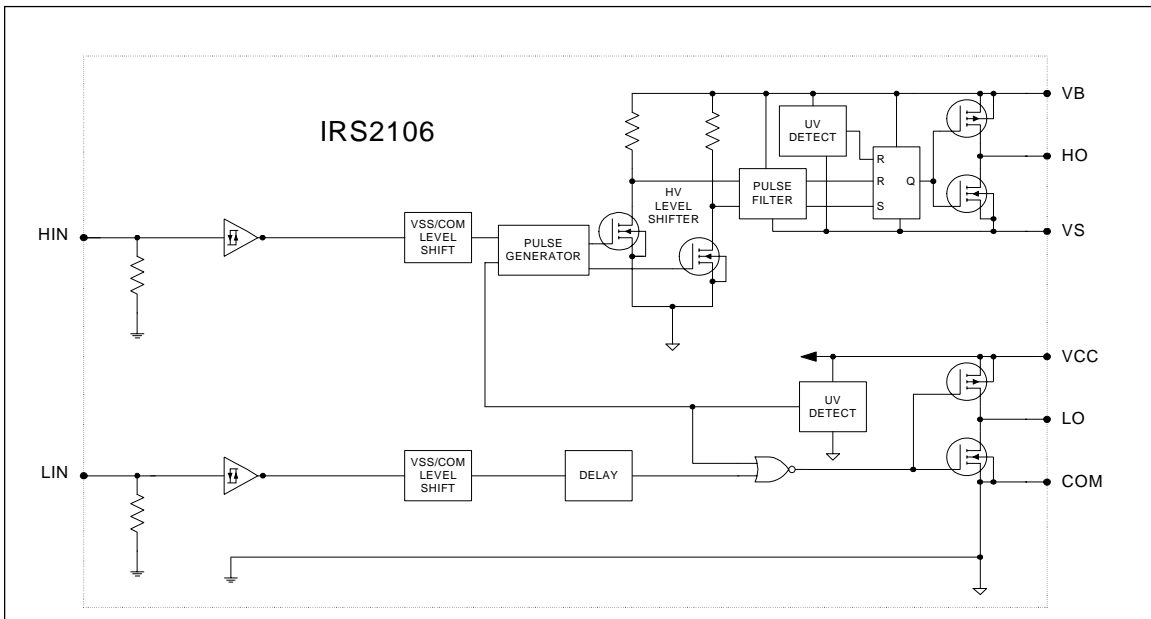 IRS2106
VB
UV
DETECT
HO
R
R
Q
S
PULSE
FILTER
HV
LEVEL
SHIFTER
VS
HIN
VSS/COM
LEVEL
SHIFT
PULSE
GENERATOR
VCC
UV
DETECT
LO
LIN
VSS/COM
LEVEL
SHIFT
DELAY
COM